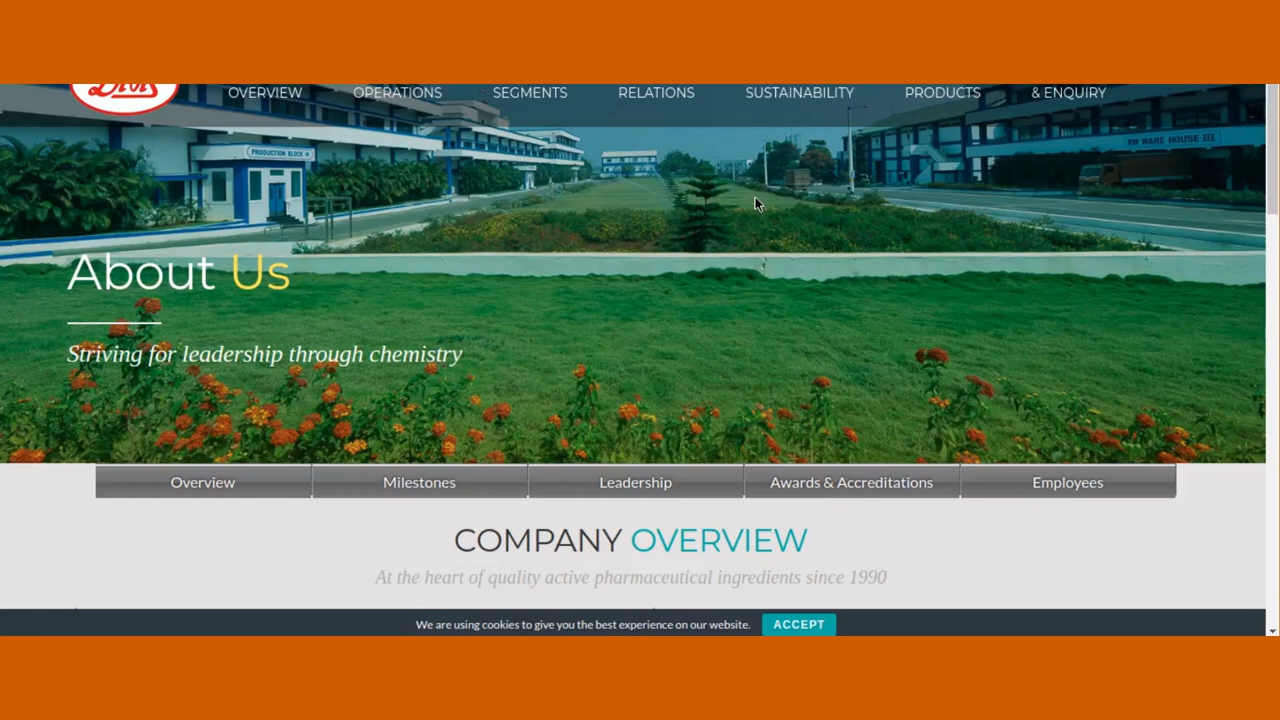 Divi's
OVERVIEW OPERATIONS SEGMENTS RELATIONS SUSTAINABILITY PRODUCTS & ENQUIRY
PRODUCTION BLOCK
RM WARE HOUSE III
About Us
Striving for leadership through chemistry
Overview Milestones Leadership Awards & Accreditations Employees
COMPANY OVERVIEW
At the heart of quality active pharmaceutical ingredients since 1990
We are using cookies to give you the best experience on our website. ACCEPT